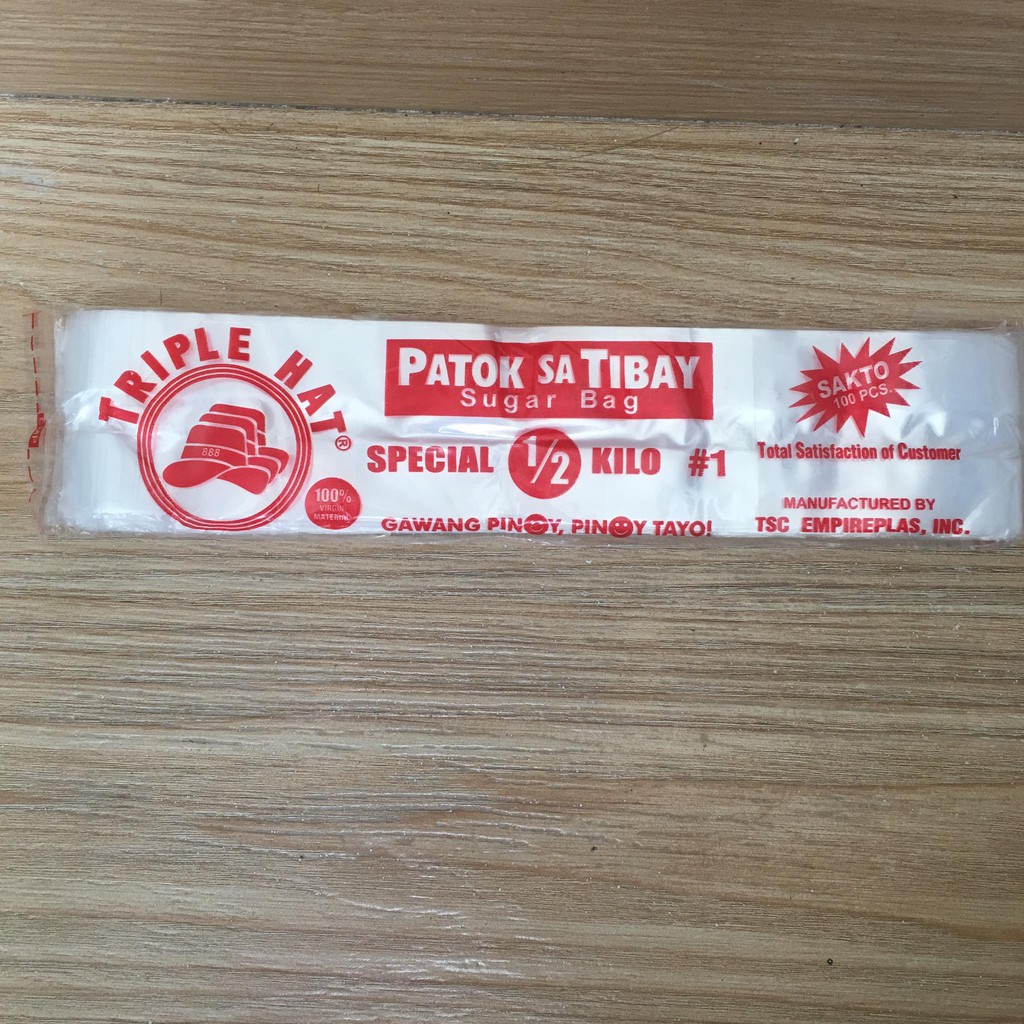 TRIPLE HAT®
888
100%
VIRGIN
MATERIAL
PATOK SA TIBAY
Sugar Bag
SPECIAL 1/2 KILO #1
GAWANG PINOY, PINOY TAYO!
SAKTO
100 PCS.
Total Satisfaction of Customer
MANUFACTURED BY
TSC EMPIREPLAS, INC.